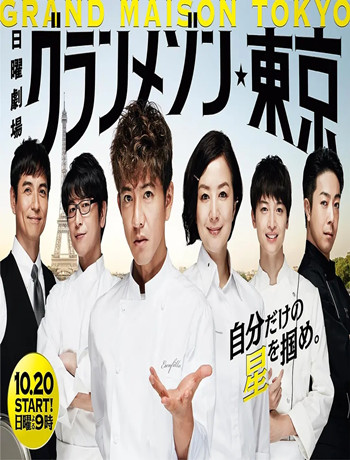 GRAND MAISON TOKYO
日曜劇場
グランメゾン★東京
自分だけの
星を掴め。
10.20
START!
日曜よる9時